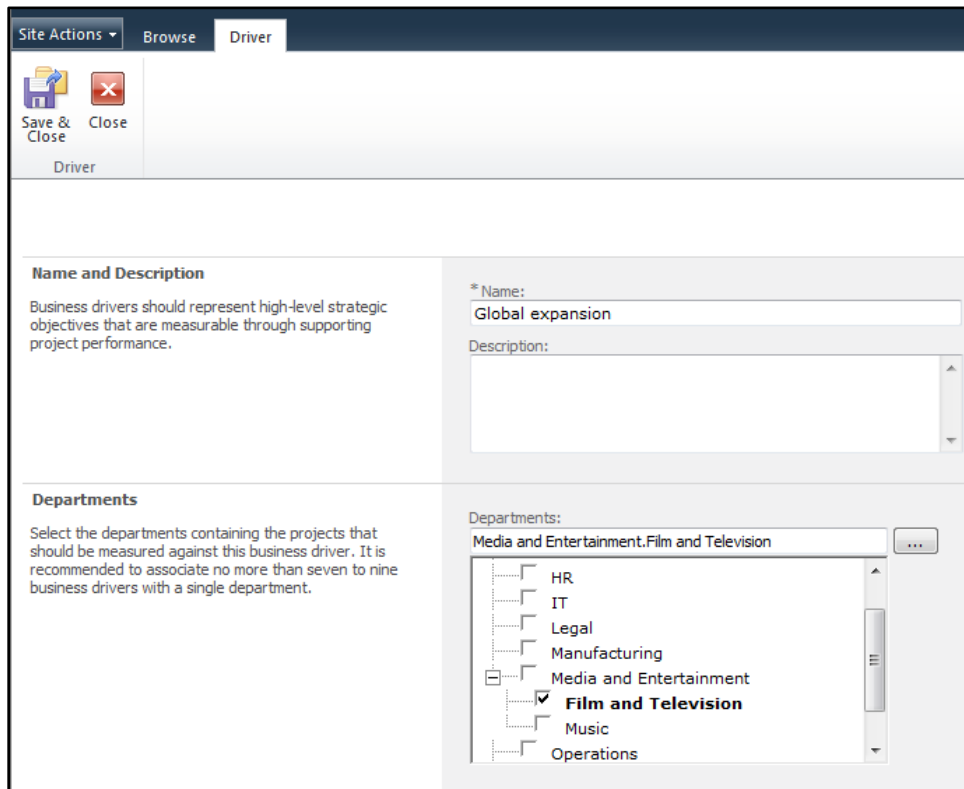 Site Actions Browse Driver
Save & Close
Close
Driver
Name and Description
Business drivers should represent high-level strategic
objectives that are measurable through supporting
project performance.
* Name:
Global expansion
Description:
Departments
Select the departments containing the projects that
should be measured against this business driver. It is
recommended to associate no more than seven to nine
business drivers with a single department.
Departments:
Media and Entertainment.Film and Television
...
HR
IT
Legal
Manufacturing
Media and Entertainment
Film and Television
Music
Operations